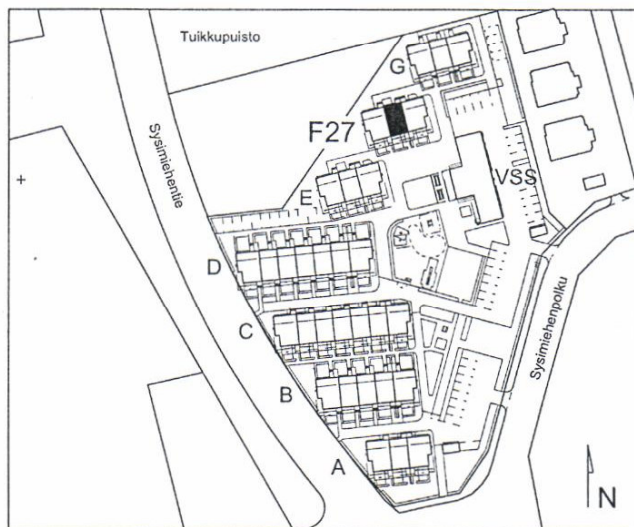 Tuikkupuisto
G
F27
Sysimiehentie
VSS
E
D
C
Sysimiehenpolku
B
A
N